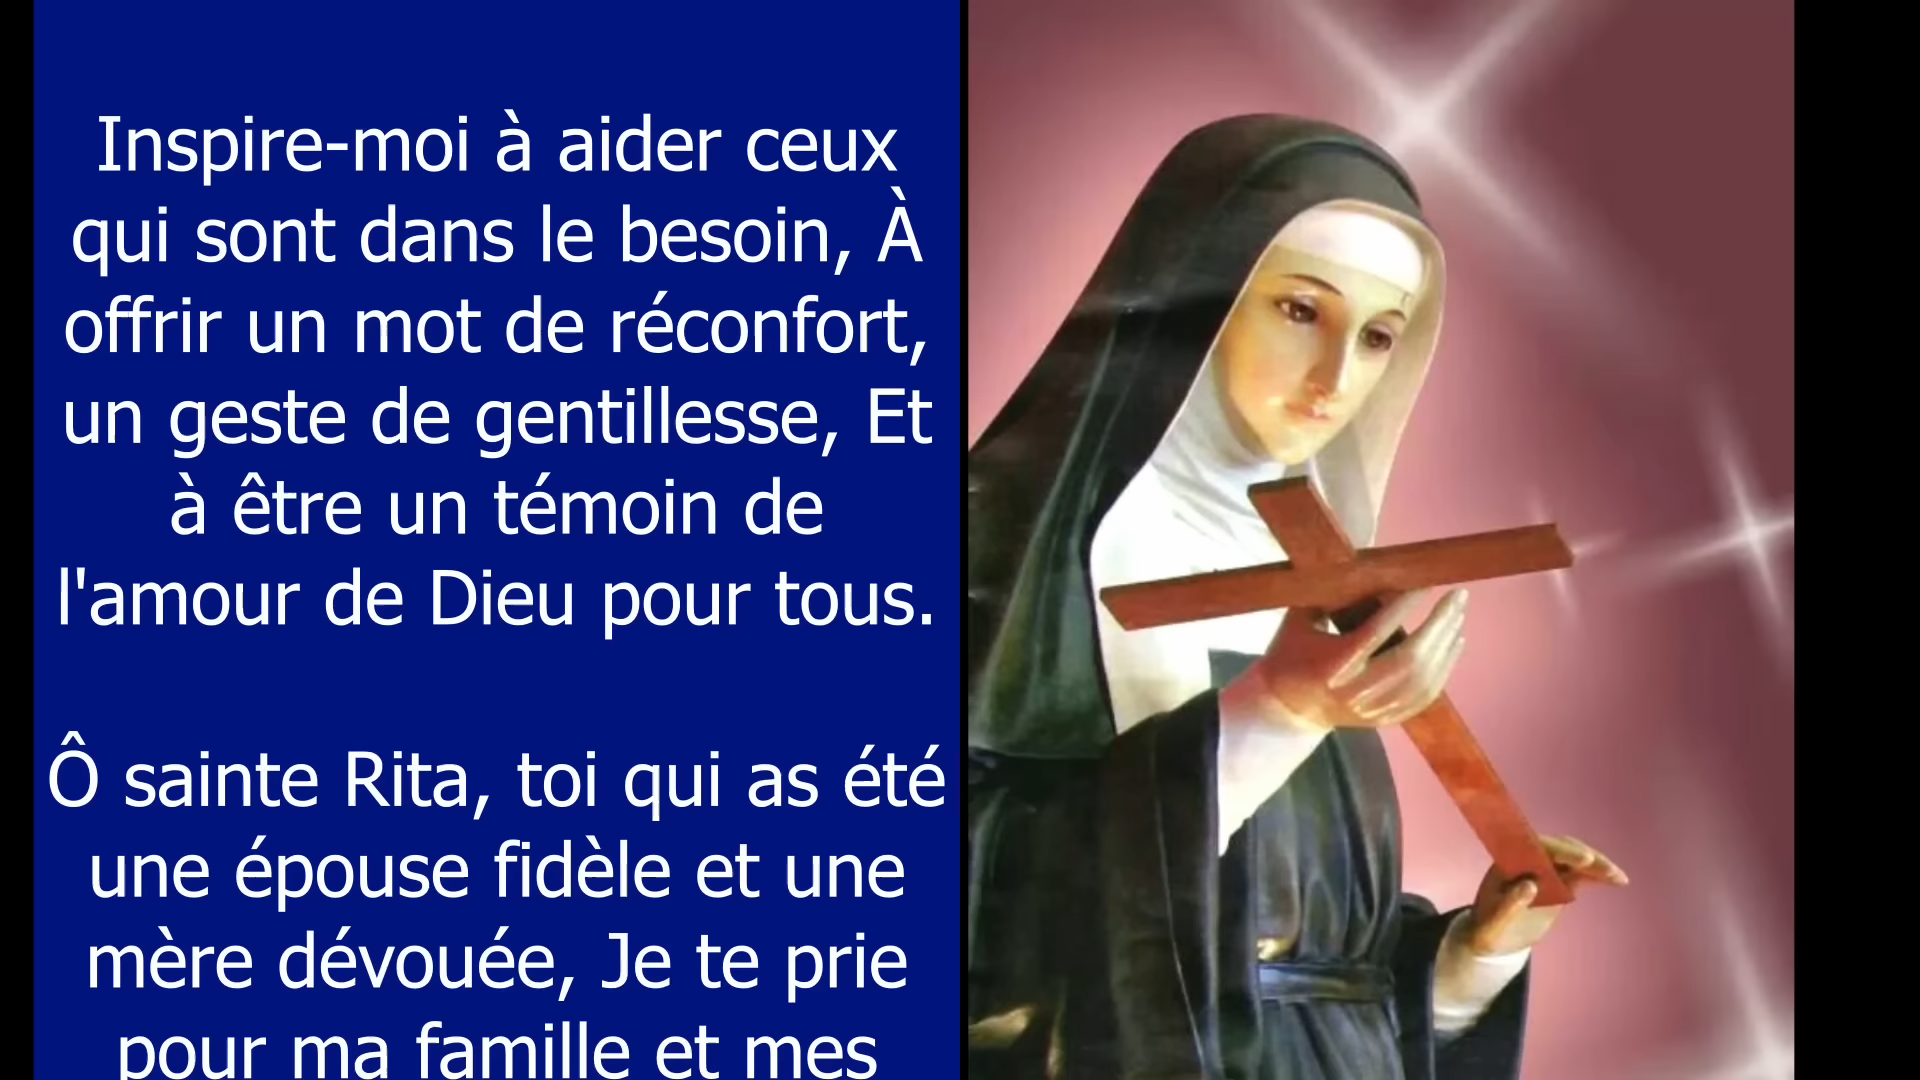 Inspire-moi à aider ceux
qui sont dans le besoin, À
offrir un mot de réconfort,
un geste de gentillesse, Et
à être un témoin de
l'amour de Dieu pour tous.
Ô sainte Rita, toi qui as été
une épouse fidèle et une
mère dévouée, Je te prie
pour ma famille et mes